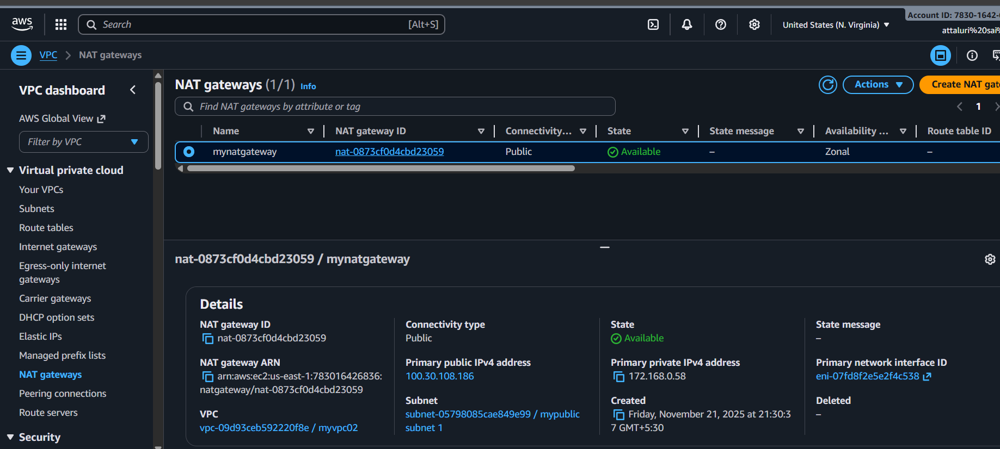 aws
Search
[Alt+S]
United States (N. Virginia)
Account ID: 7830-1642-
attaluri%20sai%
VPC
NAT gateways
VPC dashboard
AWS Global View
Filter by VPC
Virtual private cloud
Your VPCs
Subnets
Route tables
Internet gateways
Egress-only internet
gateways
Carrier gateways
DHCP option sets
Elastic IPs
Managed prefix lists
NAT gateways
Peering connections
Route servers
Security
NAT gateways (1/1) Info
Actions
Create NAT gat
Find NAT gateways by attribute or tag
1
Name
NAT gateway ID
Connectivity...
State
State message
Availability ...
Route table ID
mynatgateway
nat-0873cf0d4cbd23059
Public
Available
–
Zonal
–
nat-0873cf0d4cbd23059 / mynatgateway
Details
NAT gateway ID
nat-0873cf0d4cbd23059
Connectivity type
Public
State
Available
State message
–
NAT gateway ARN
arn:aws:ec2:us-east-1:783016426836:
natgateway/nat-0873cf0d4cbd23059
Primary public IPv4 address
100.30.108.186
Primary private IPv4 address
172.168.0.58
Primary network interface ID
eni-07fd8f2e5e2f4c538
VPC
vpc-09d93ceb592220f8e / myvpc02
Subnet
subnet-05798085cae849e99 / mypublic
subnet 1
Created
Friday, November 21, 2025 at 21:30:3
7 GMT+5:30
Deleted
–